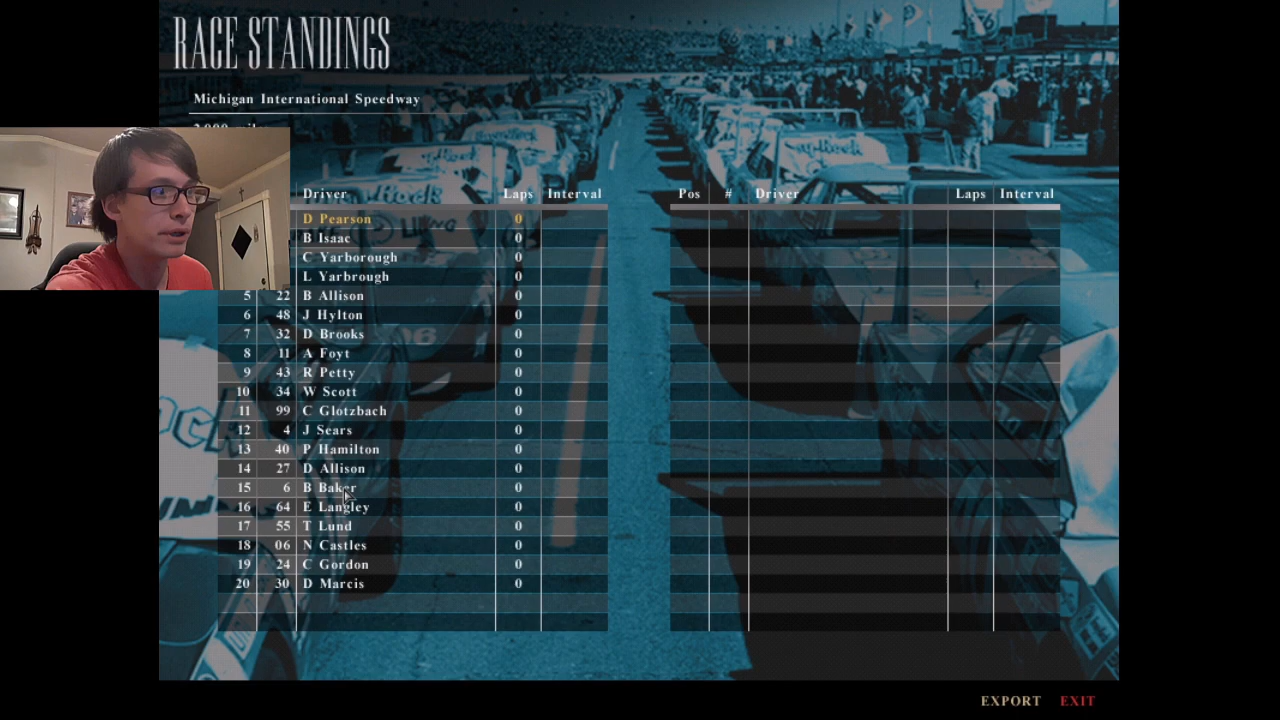 RACE STANDINGS
Michigan International Speedway
Driver Laps Interval Pos # Driver Laps Interval
D Pearson 0
B Isaac 0
C Yarborough 0
L Yarbrough 0
5 22 B Allison 0
6 48 J Hylton 0
7 32 D Brooks 0
8 11 A Foyt 0
9 43 R Petty 0
10 34 W Scott 0
11 99 C Glotzbach 0
12 4 J Sears 0
13 40 P Hamilton 0
14 27 D Allison 0
15 6 B Baker 0
16 64 E Langley 0
17 55 T Lund 0
18 06 N Castles 0
19 24 C Gordon 0
20 30 D Marcis 0
EXPORT EXIT